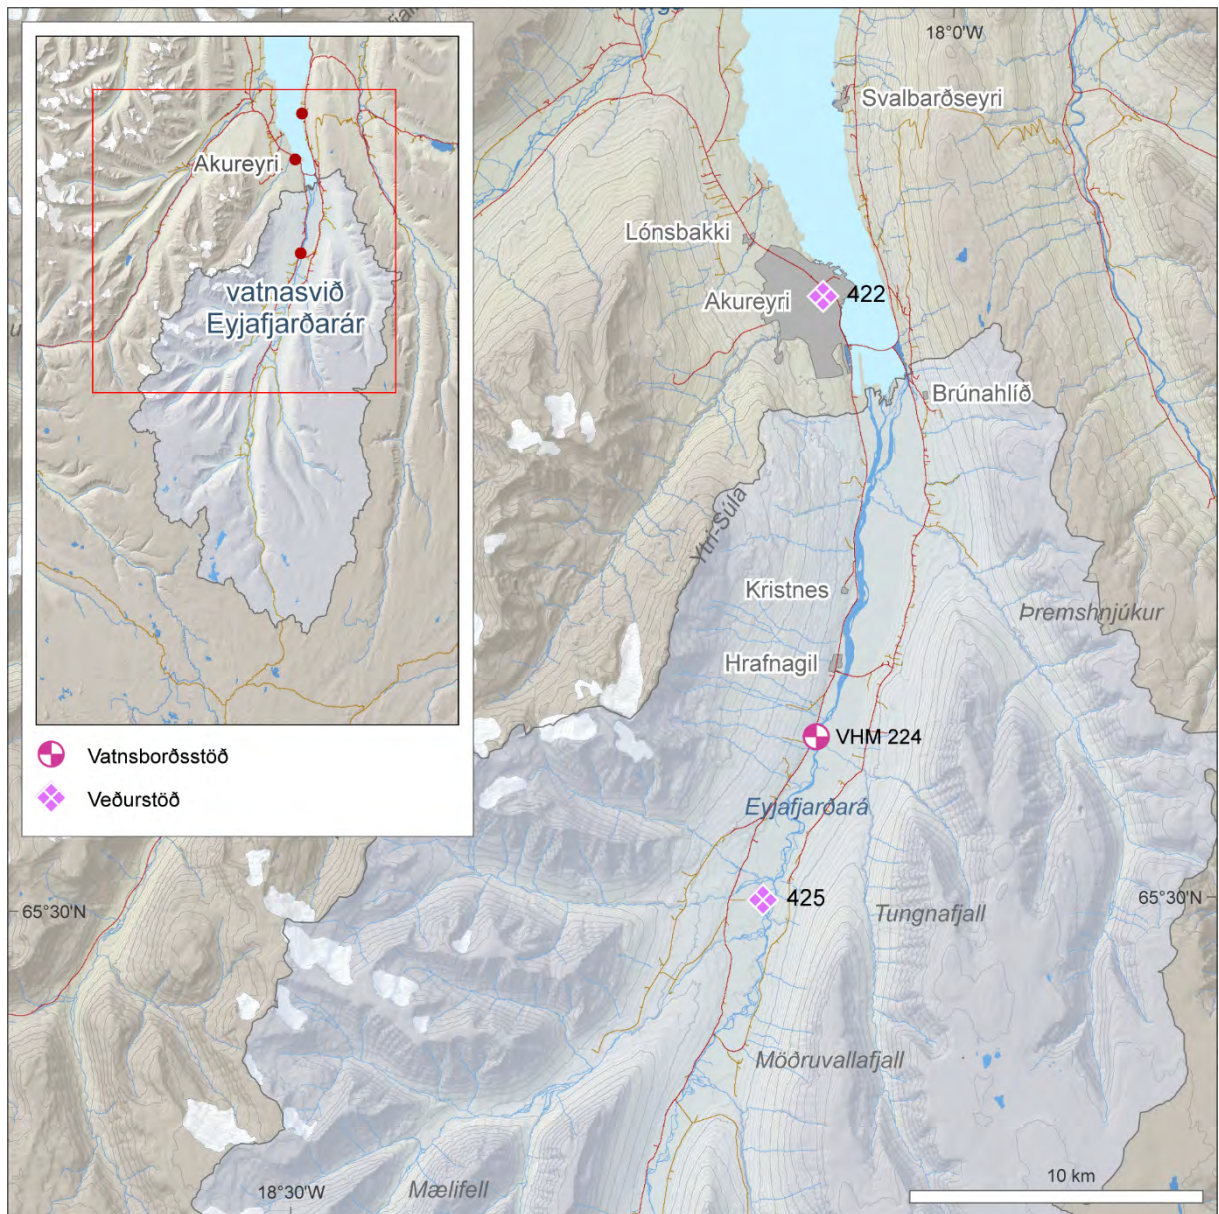 18°0'W
Svalbarðseyri
Akureyri
Lónsbakki
Akureyri
422
vatnasvið
Eyjafjarðarár
Brúnahlíð
Ytri-Súla
Kristnes
Þremshnjúkur
Hrafnagil
VHM 224
Vatnsborðsstöð
Veðurstöð
Eyjafjarðará
425
65°30'N
65°30'N
Tungnafjall
Möðruvallafjall
18°30'W
Mælifell
10 km